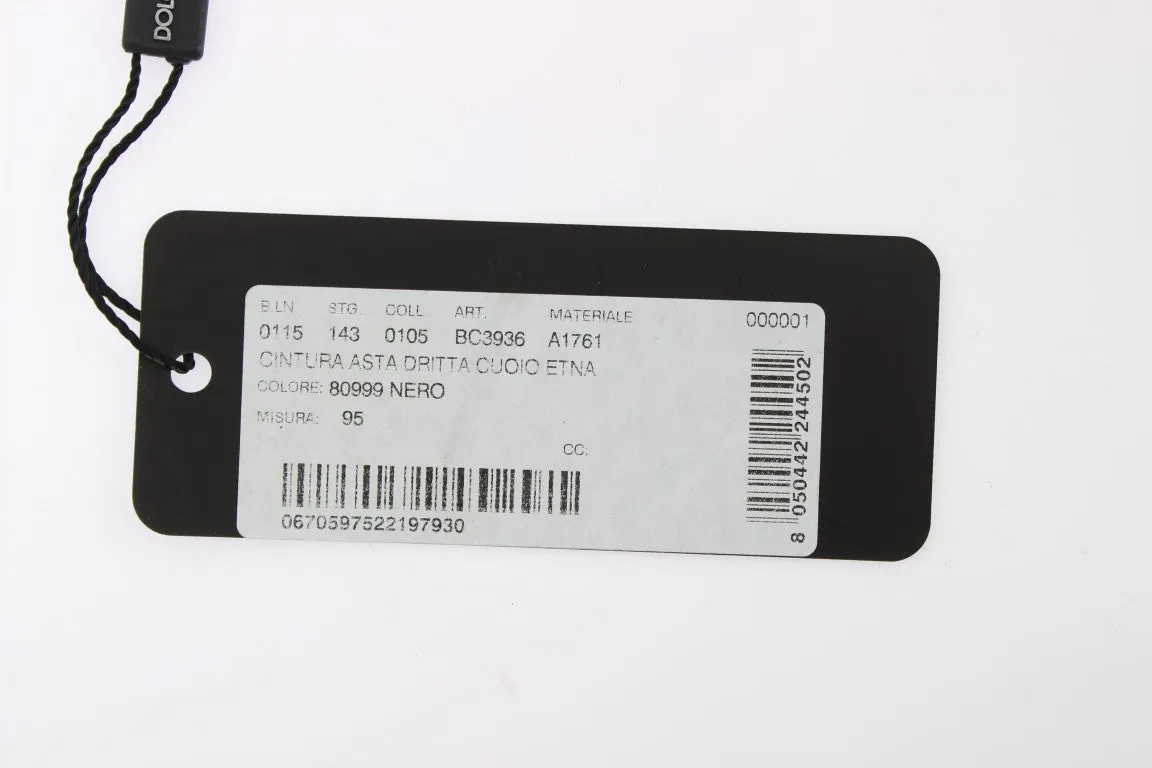 DOL
B.LN STG. COLL ART. MATERIALE 000001
0115 143 0105 BC3936 A1761
CINTURA ASTA DRITTA CUOIO ETNA
COLORE: 80999 NERO
MISURA: 95
CC:
0670597522197930
8 050442 244502